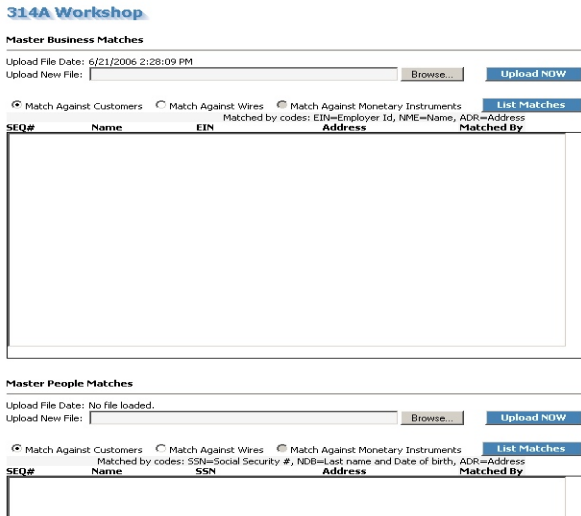 314A Workshop
Master Business Matches
Upload File Date: 6/21/2006 2:28:09 PM
Upload New File: Browse... Upload NOW
Match Against Customers Match Against Wires Match Against Monetary Instruments List Matches
Matched by codes: EIN=Employer Id, NME=Name, ADR=Address
SEQ# Name EIN Address Matched By
Master People Matches
Upload File Date: No file loaded.
Upload New File: Browse... Upload NOW
Match Against Customers Match Against Wires Match Against Monetary Instruments List Matches
Matched by codes: SSN=Social Security #, NDB=Last name and Date of birth, ADR=Address
SEQ# Name SSN Address Matched By